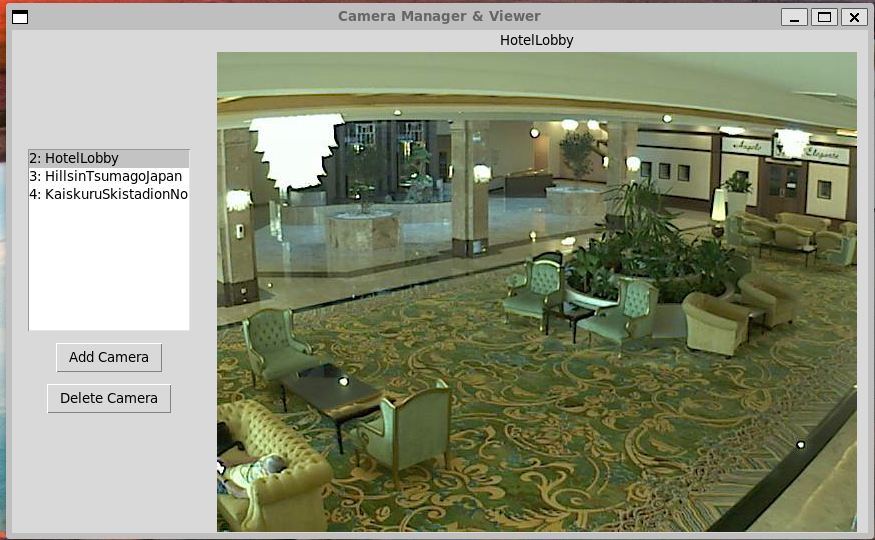 Camera Manager & Viewer
HotelLobby
2: HotelLobby
3: HillsinTsumagoJapan
4: KaiskuruSkistadionNo
Add Camera
Delete Camera